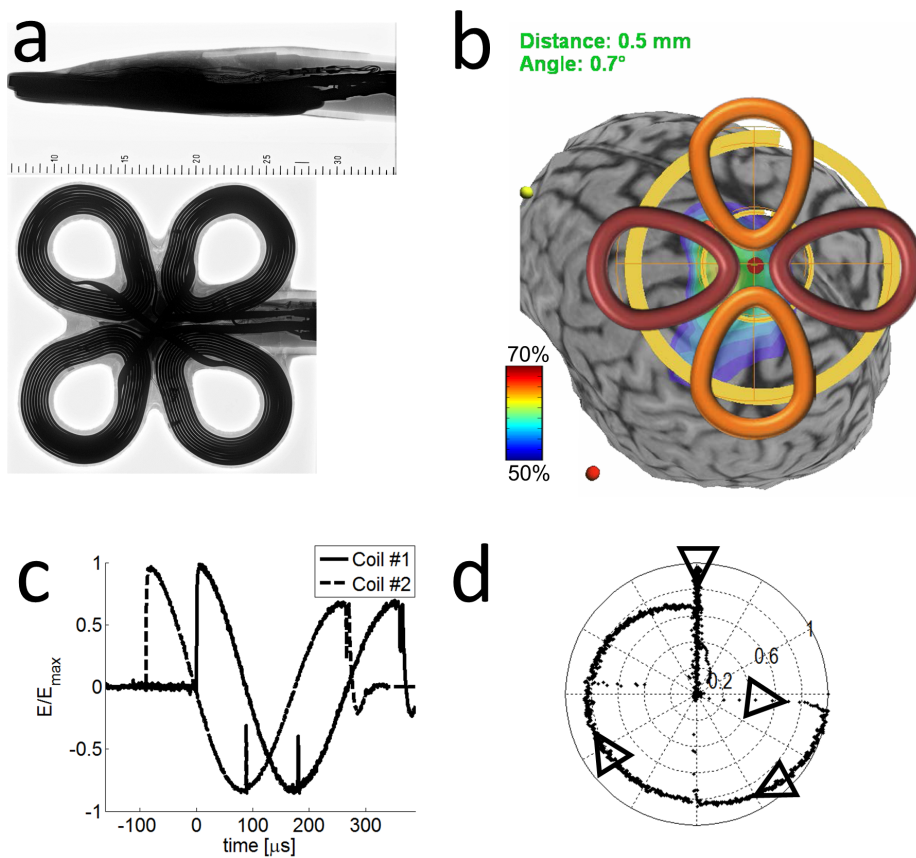 a
10 15 20 25 30
b
Distance: 0.5 mm
Angle: 0.7°
70%
50%
c
Coil #1
Coil #2
1
0.5
0
-0.5
-1
E/Emax
-100 0 100 200 300
time [μs]
d
1
0.6
0.2